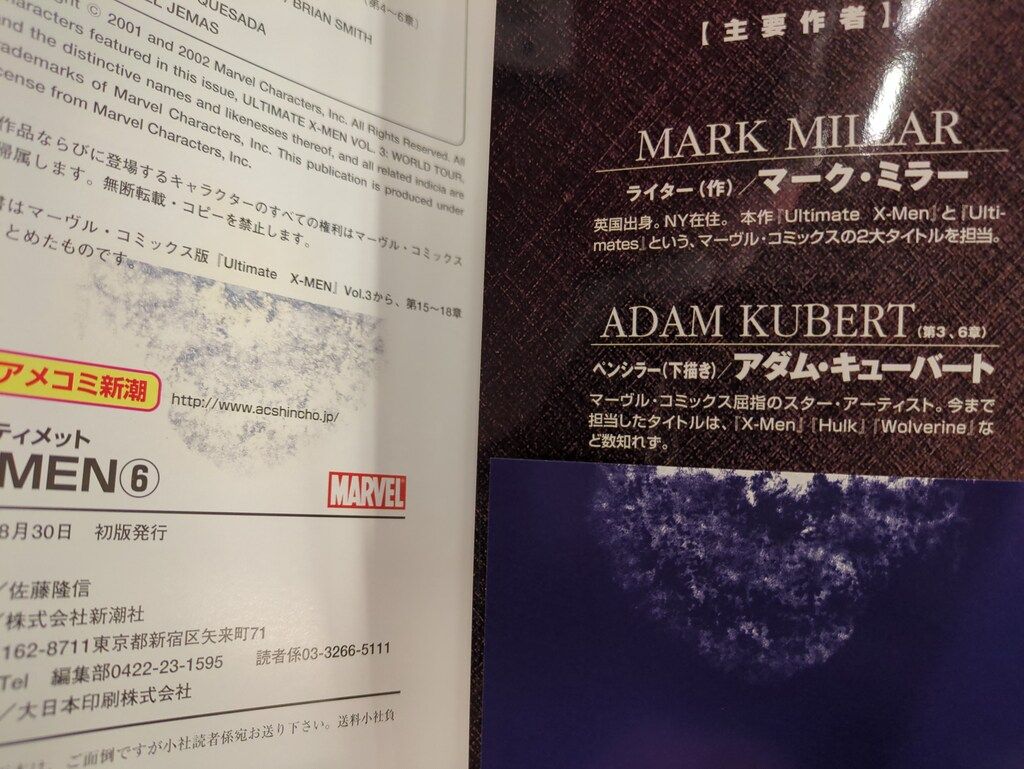 QUESADA
BRIAN SMITH
(第4〜6章)
EL JEMAS
© 2001 and 2002 Marvel Characters, Inc. All Rights Reserved. All
haracters featured in this issue, ULTIMATE X-MEN VOL. 3: WORLD TOUR,
nd the distinctive names and likenesses thereof, and all related indicia are
ademarks of Marvel Characters, Inc. This publication is produced under
cense from Marvel Characters, Inc.
作品ならびに登場するキャラクターのすべての権利はマーヴル・コミックス
帰属します。無断転載・コピーを禁止します。
はマーヴル・コミックス版『Ultimate X-MEN』Vol.3から、第15〜18章
とめたものです。
アメコミ新潮
http://www.acshincho.jp/
ティメット
MEN⑥
MARVEL
8月30日 初版発行
/佐藤隆信
/株式会社新潮社
162-8711東京都新宿区矢来町71
Tel 編集部0422-23-1595 読者係03-3266-5111
/大日本印刷株式会社
ご面倒ですが小社読者係宛お送り下さい。送料小社負
【主要作者】
MARK MILLAR
ライター(作)/マーク・ミラー
英国出身。NY在住。本作『Ultimate X-Men』と『Ulti-
mates』という、マーヴル・コミックスの2大タイトルを担当。
ADAM KUBERT(第3、6章)
ペンシラー(下描き)/アダム・キューバート
マーヴル・コミックス屈指のスター・アーティスト。今まで
担当したタイトルは、『X-Men』『Hulk』『Wolverine』な
ど数知れず。